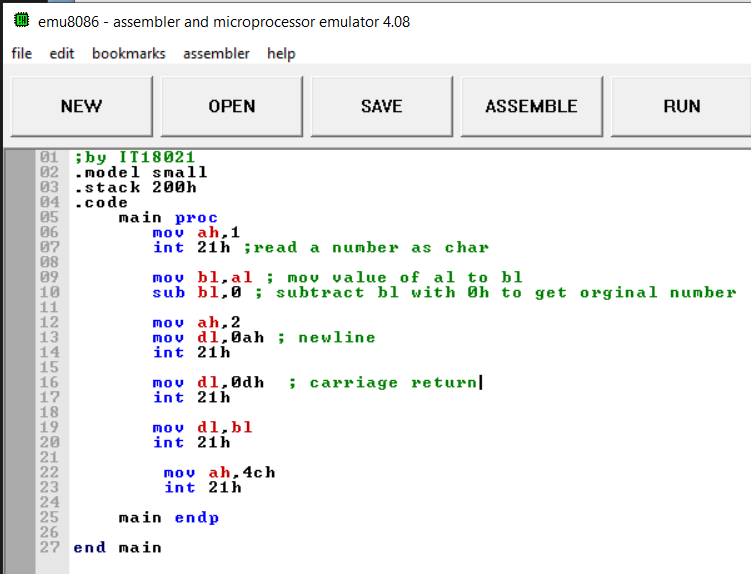 emu8086 - assembler and microprocessor emulator 4.08
file edit bookmarks assembler help
NEW OPEN SAVE ASSEMBLE RUN
01 ;by IT18021
02 .model small
03 .stack 200h
04 .code
05     main proc
06        mov ah,1
07        int 21h ;read a number as char
08
09        mov bl,al ; mov value of al to bl
10        sub bl,0 ; subtract bl with 0h to get orginal number
11
12        mov ah,2
13        mov dl,0ah ; newline
14        int 21h
15
16        mov dl,0dh  ; carriage return
17        int 21h
18
19        mov dl,bl
20        int 21h
21
22         mov ah,4ch
23         int 21h
24
25     main endp
26
27 end main